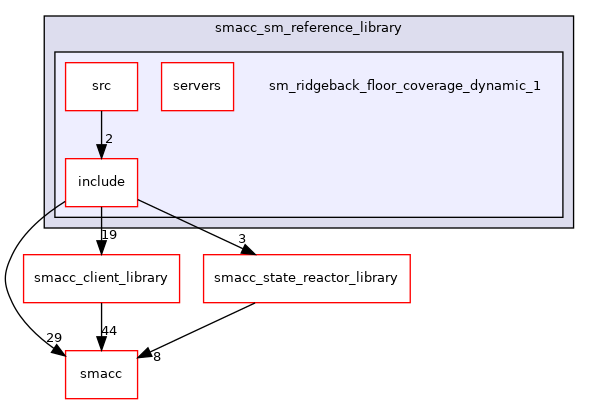 smacc_sm_reference_library
src
servers
sm_ridgeback_floor_coverage_dynamic_1
2
include
19
3
smacc_client_library
smacc_state_reactor_library
29
44
8
smacc